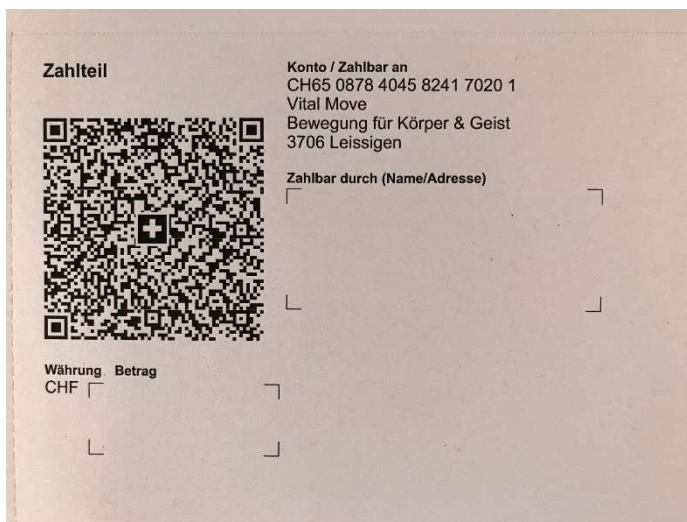 Zahlteil
Konto / Zahlbar an
CH65 0878 4045 8241 7020 1
Vital Move
Bewegung für Körper & Geist
3706 Leissigen
Zahlbar durch (Name/Adresse)
Währung Betrag
CHF